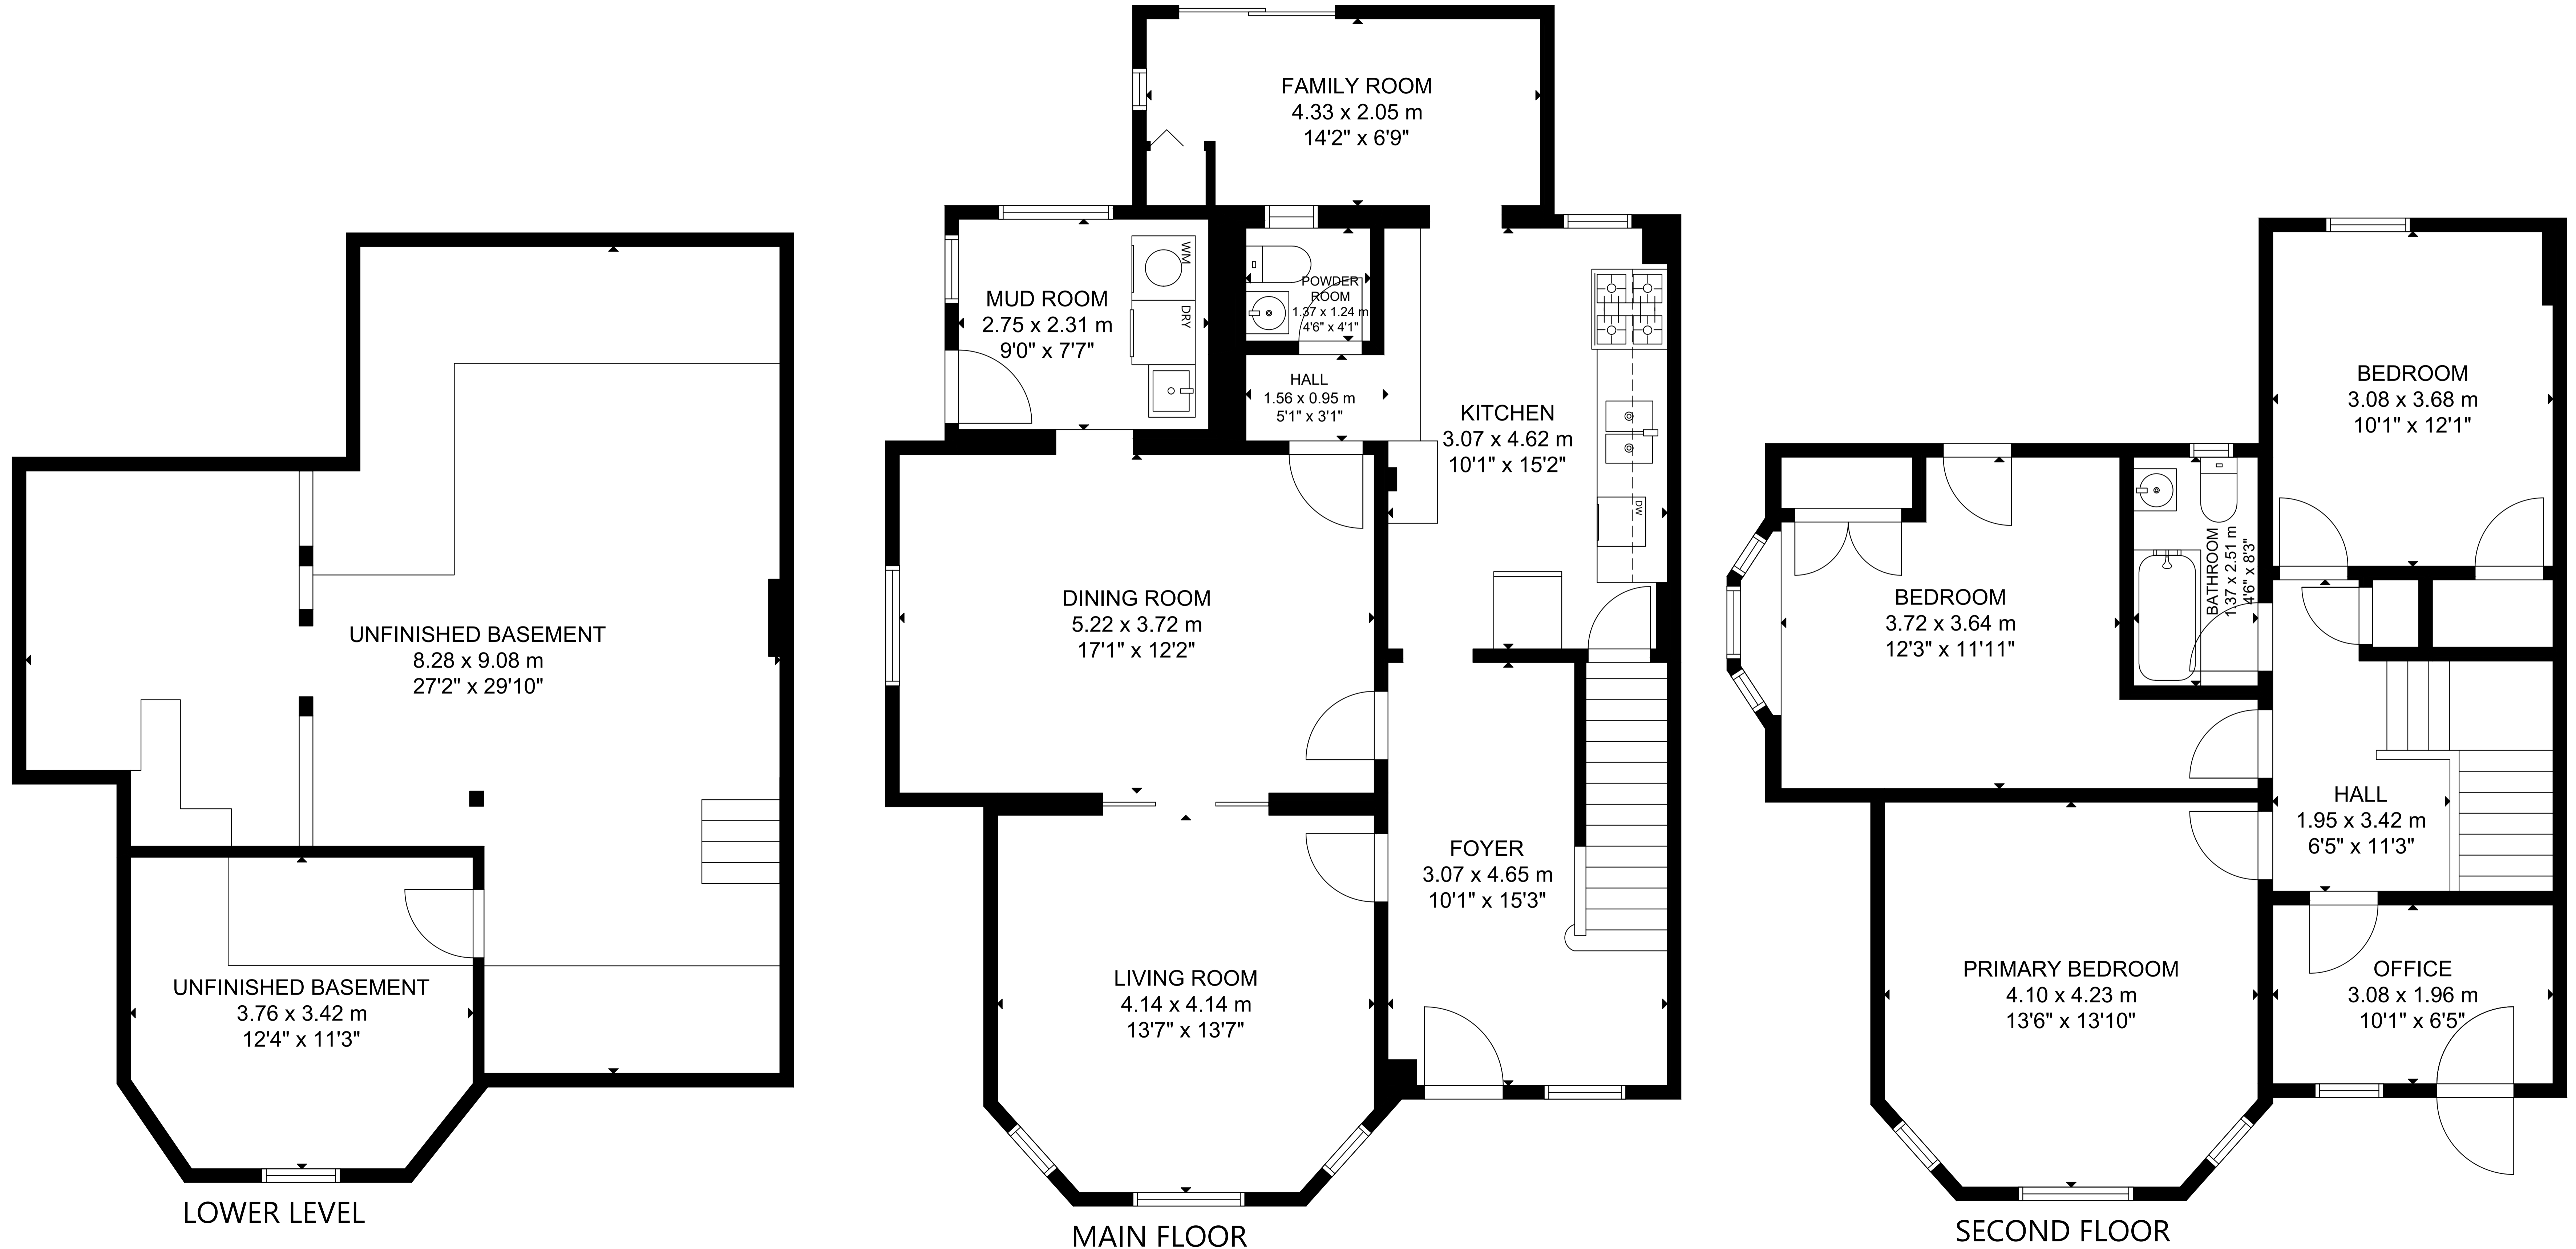 UNFINISHED BASEMENT
8.28 x 9.08 m
27'2" x 29'10"
UNFINISHED BASEMENT
3.76 x 3.42 m
12'4" x 11'3"
LOWER LEVEL
FAMILY ROOM
4.33 x 2.05 m
14'2" x 6'9"
MUD ROOM
2.75 x 2.31 m
9'0" x 7'7"
WM
DRY
POWDER
ROOM
1.37 x 1.24 m
4'6" x 4'1"
HALL
1.56 x 0.95 m
5'1" x 3'1"
KITCHEN
3.07 x 4.62 m
10'1" x 15'2"
DW
DINING ROOM
5.22 x 3.72 m
17'1" x 12'2"
FOYER
3.07 x 4.65 m
10'1" x 15'3"
LIVING ROOM
4.14 x 4.14 m
13'7" x 13'7"
MAIN FLOOR
BEDROOM
3.08 x 3.68 m
10'1" x 12'1"
BEDROOM
3.72 x 3.64 m
12'3" x 11'11"
BATHROOM
1.37 x 2.51 m
4'6" x 8'3"
HALL
1.95 x 3.42 m
6'5" x 11'3"
PRIMARY BEDROOM
4.10 x 4.23 m
13'6" x 13'10"
OFFICE
3.08 x 1.96 m
10'1" x 6'5"
SECOND FLOOR